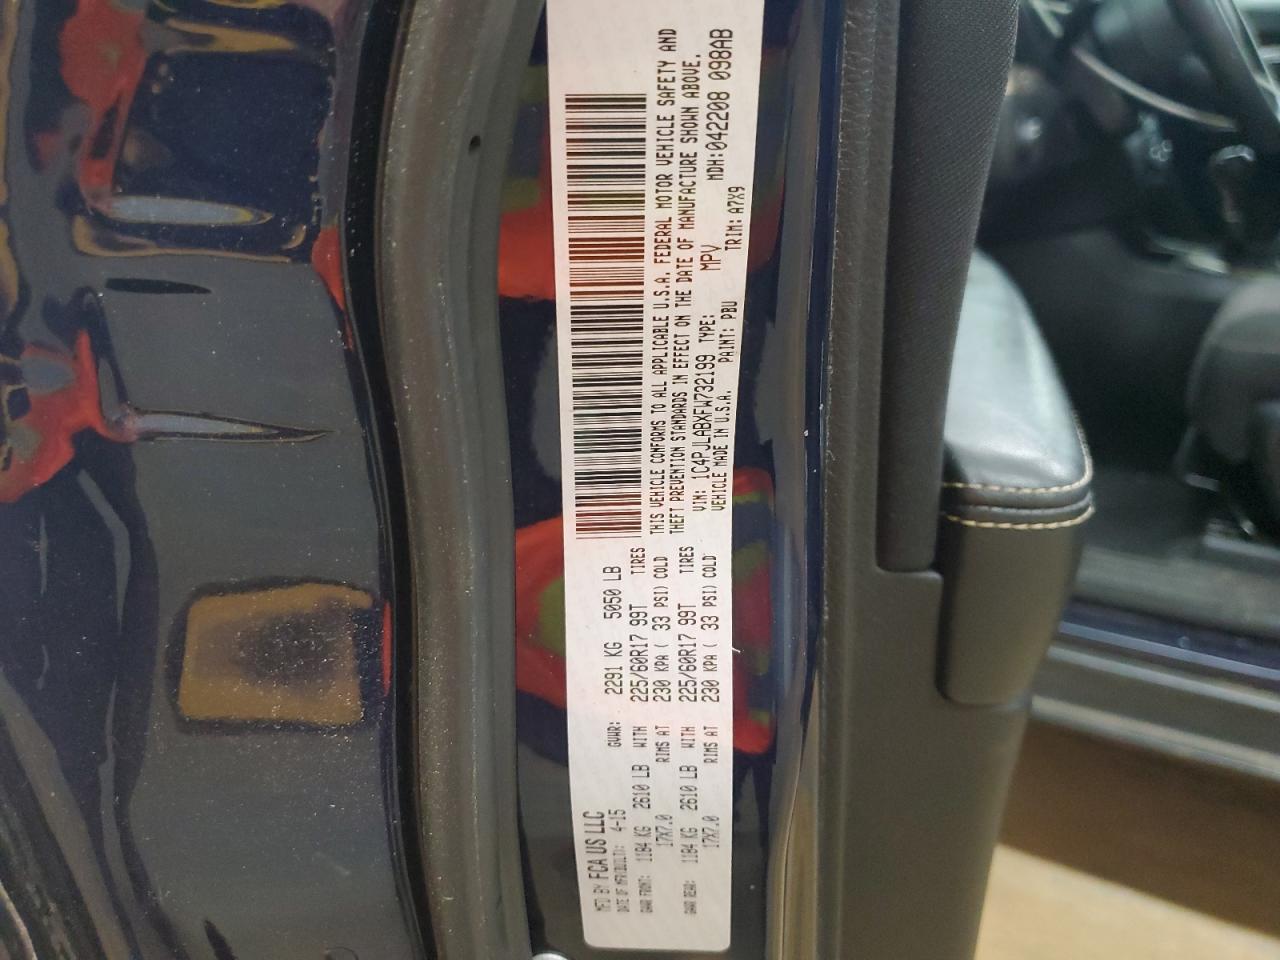 MFD BY FCA US LLC
DATE OF MFR(BUILT): 4-15 GVWR: 2291 KG 5050 LB
GAWR FRONT: 1184 KG 2610 LB WITH 225/60R17 99T TIRES
17X7.0 RIMS AT 230 KPA ( 33 PSI) COLD
GAWR REAR: 1184 KG 2610 LB WITH 225/60R17 99T TIRES
17X7.0 RIMS AT 230 KPA ( 33 PSI) COLD
THIS VEHICLE CONFORMS TO ALL APPLICABLE U.S.A. FEDERAL MOTOR VEHICLE SAFETY AND
THEFT PREVENTION STANDARDS IN EFFECT ON THE DATE OF MANUFACTURE SHOWN ABOVE.
VIN: 1C4PJLABXFW732199 TYPE: MPV MDH:042208 098AB
VEHICLE MADE IN U.S.A. PAINT: PBU TRIM: A7X9